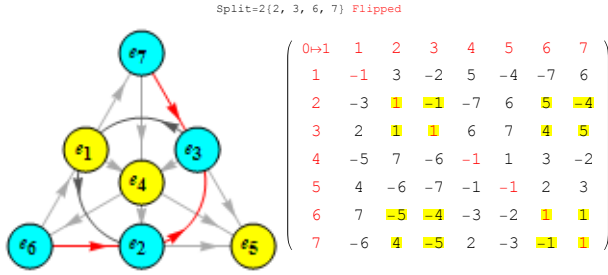 Split=2{2, 3, 6, 7} Flipped
e7
e1
e3
e4
e6
e2
e5
0↦1 1 2 3 4 5 6 7
1 -1 3 -2 5 -4 -7 6
2 -3 1 -1 -7 6 5 -4
3 2 1 1 6 7 4 5
4 -5 7 -6 -1 1 3 -2
5 4 -6 -7 -1 -1 2 3
6 7 -5 -4 -3 -2 1 1
7 -6 4 -5 2 -3 -1 1